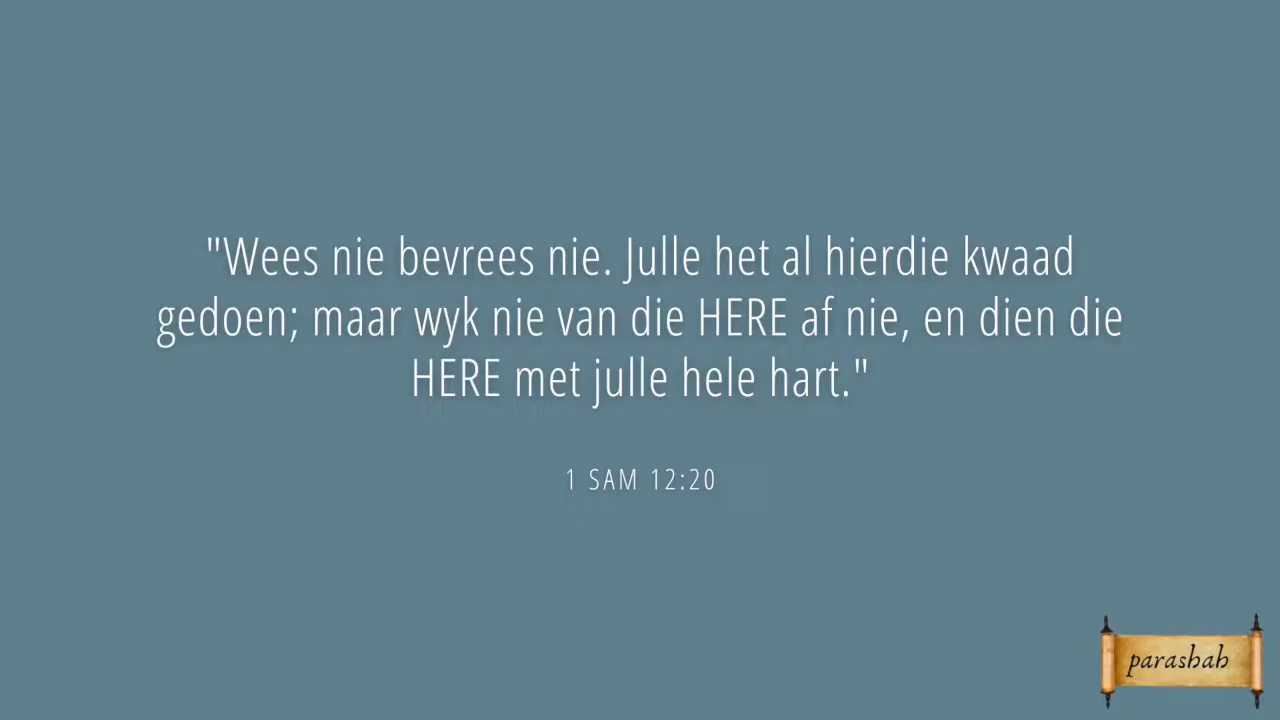 "Wees nie bevrees nie. Julle het al hierdie kwaad
gedoen; maar wyk nie van die HERE af nie, en dien die
HERE met julle hele hart."
1 SAM 12:20
parashah